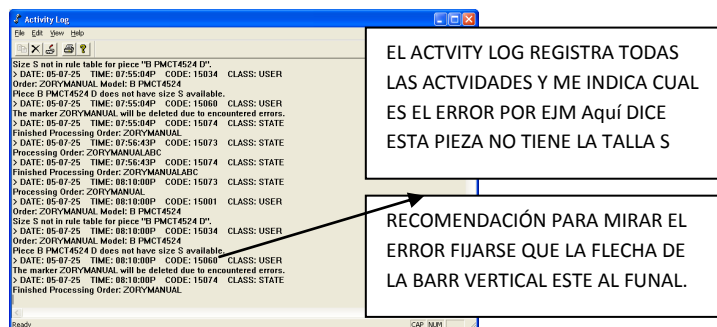 Activity Log
File Edit View Help
Size S not in rule table for piece "B PMCT4524 D".
> DATE: 05-07-25 TIME: 07:55:04P CODE: 15034 CLASS: USER
Order: ZORYMANUAL Model: B PMCT4524
Piece B PMCT4524 D does not have size S available.
> DATE: 05-07-25 TIME: 07:55:04P CODE: 15060 CLASS: USER
The marker ZORYMANUAL will be deleted due to encountered errors.
> DATE: 05-07-25 TIME: 07:55:04P CODE: 15074 CLASS: STATE
Finished Processing Order: ZORYMANUAL
> DATE: 05-07-25 TIME: 07:56:43P CODE: 15073 CLASS: STATE
Processing Order: ZORYMANUALABC
> DATE: 05-07-25 TIME: 07:56:43P CODE: 15074 CLASS: STATE
Finished Processing Order: ZORYMANUALABC
> DATE: 05-07-25 TIME: 08:10:00P CODE: 15073 CLASS: STATE
Processing Order: ZORYMANUAL
> DATE: 05-07-25 TIME: 08:10:00P CODE: 15001 CLASS: USER
Order: ZORYMANUAL Model: B PMCT4524
Size S not in rule table for piece "B PMCT4524 D".
> DATE: 05-07-25 TIME: 08:10:00P CODE: 15034 CLASS: USER
Order: ZORYMANUAL Model: B PMCT4524
Piece B PMCT4524 D does not have size S available.
> DATE: 05-07-25 TIME: 08:10:00P CODE: 15060 CLASS: USER
The marker ZORYMANUAL will be deleted due to encountered errors.
> DATE: 05-07-25 TIME: 08:10:00P CODE: 15074 CLASS: STATE
Finished Processing Order: ZORYMANUAL
Ready CAP NUM
EL ACTVITY LOG REGISTRA TODAS
LAS ACTVIDADES Y ME INDICA CUAL
ES EL ERROR POR EJM Aquí DICE
ESTA PIEZA NO TIENE LA TALLA S
RECOMENDACIÓN PARA MIRAR EL
ERROR FIJARSE QUE LA FLECHA DE
LA BARR VERTICAL ESTE AL FUNAL.